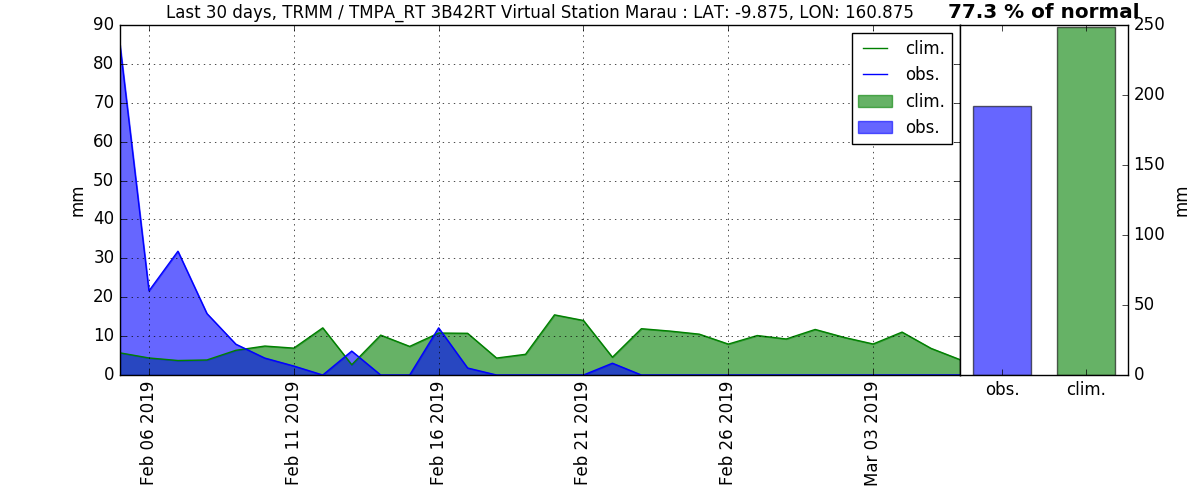 Last 30 days, TRMM / TMPA_RT 3B42RT Virtual Station Marau : LAT: -9.875, LON: 160.875
77.3 % of normal
90
80
70
60
50
40
30
20
10
0
mm
clim.
obs.
clim.
obs.
250
200
150
100
50
0
mm
obs.
clim.
Feb 06 2019
Feb 11 2019
Feb 16 2019
Feb 21 2019
Feb 26 2019
Mar 03 2019